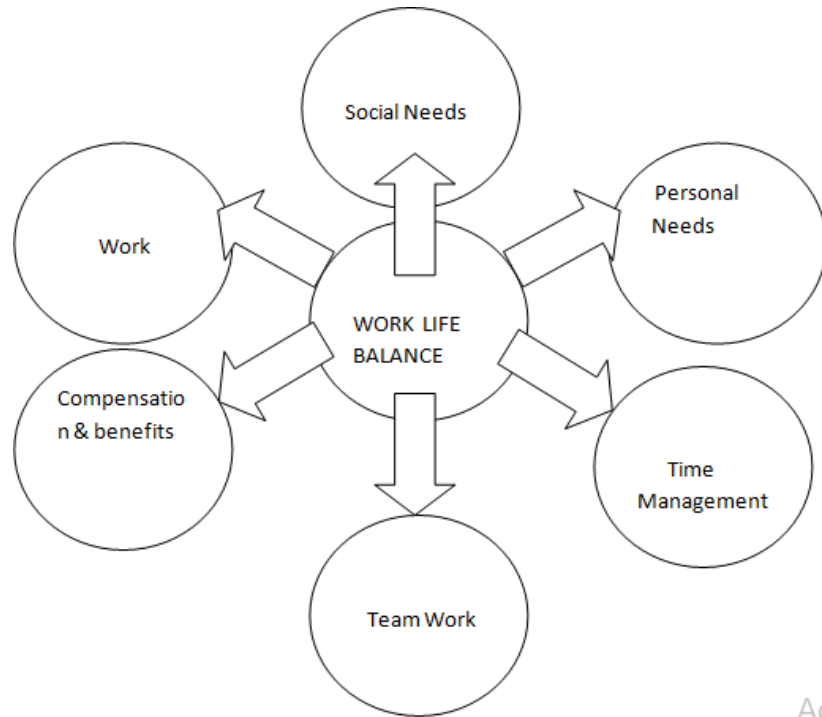 Social Needs
Personal
Needs
Work
WORK LIFE
BALANCE
Compensatio
n & benefits
Time
Management
Team Work